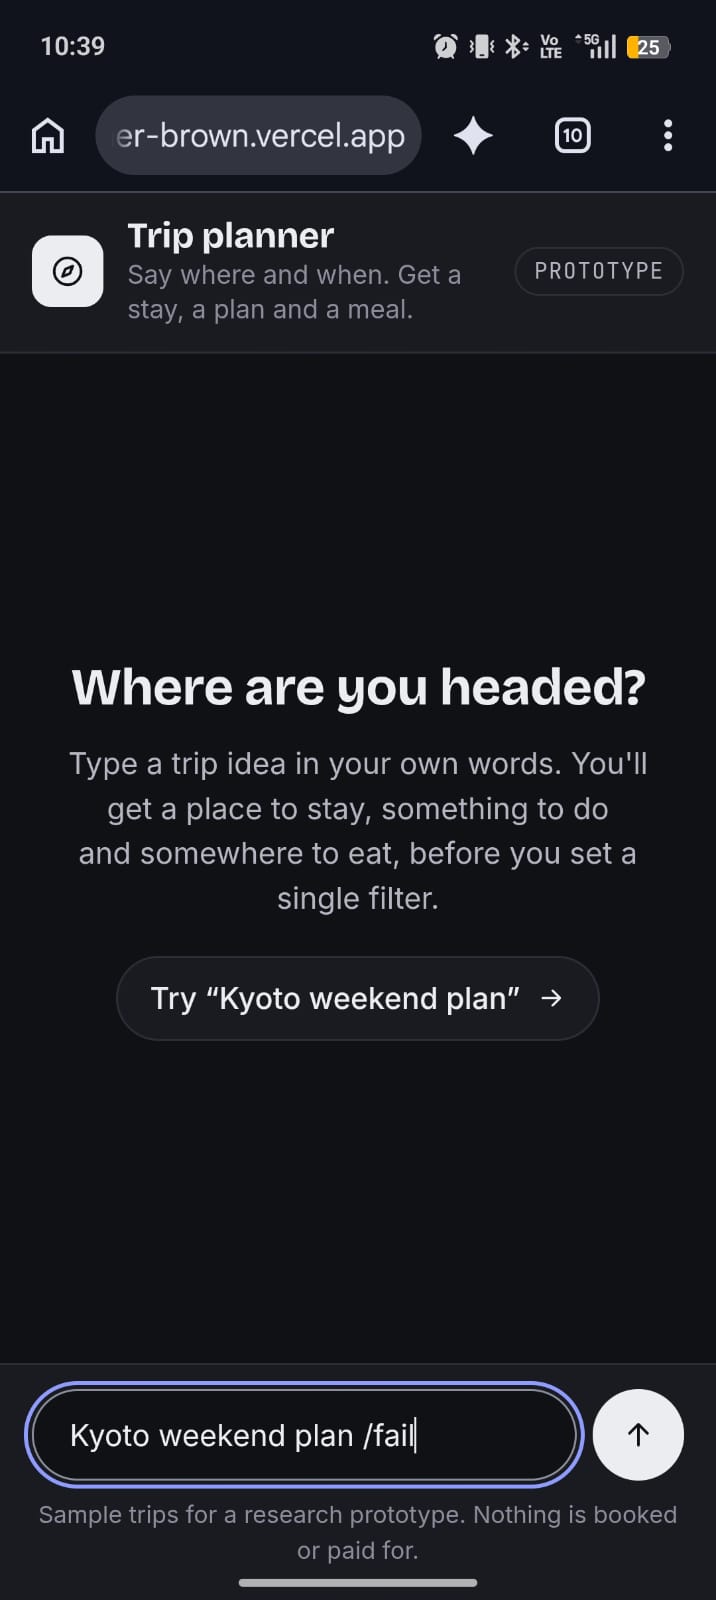 10:39
Vo
LTE
5G
25
er-brown.vercel.app
10
Trip planner
Say where and when. Get a
stay, a plan and a meal.
PROTOTYPE
Where are you headed?
Type a trip idea in your own words. You'll
get a place to stay, something to do
and somewhere to eat, before you set a
single filter.
Try “Kyoto weekend plan” →
Kyoto weekend plan /fail
Sample trips for a research prototype. Nothing is booked
or paid for.